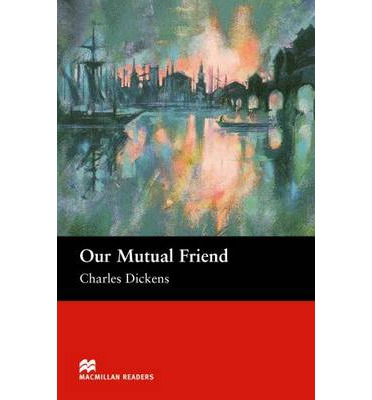 Our Mutual Friend
Charles Dickens
MACMILLAN READERS